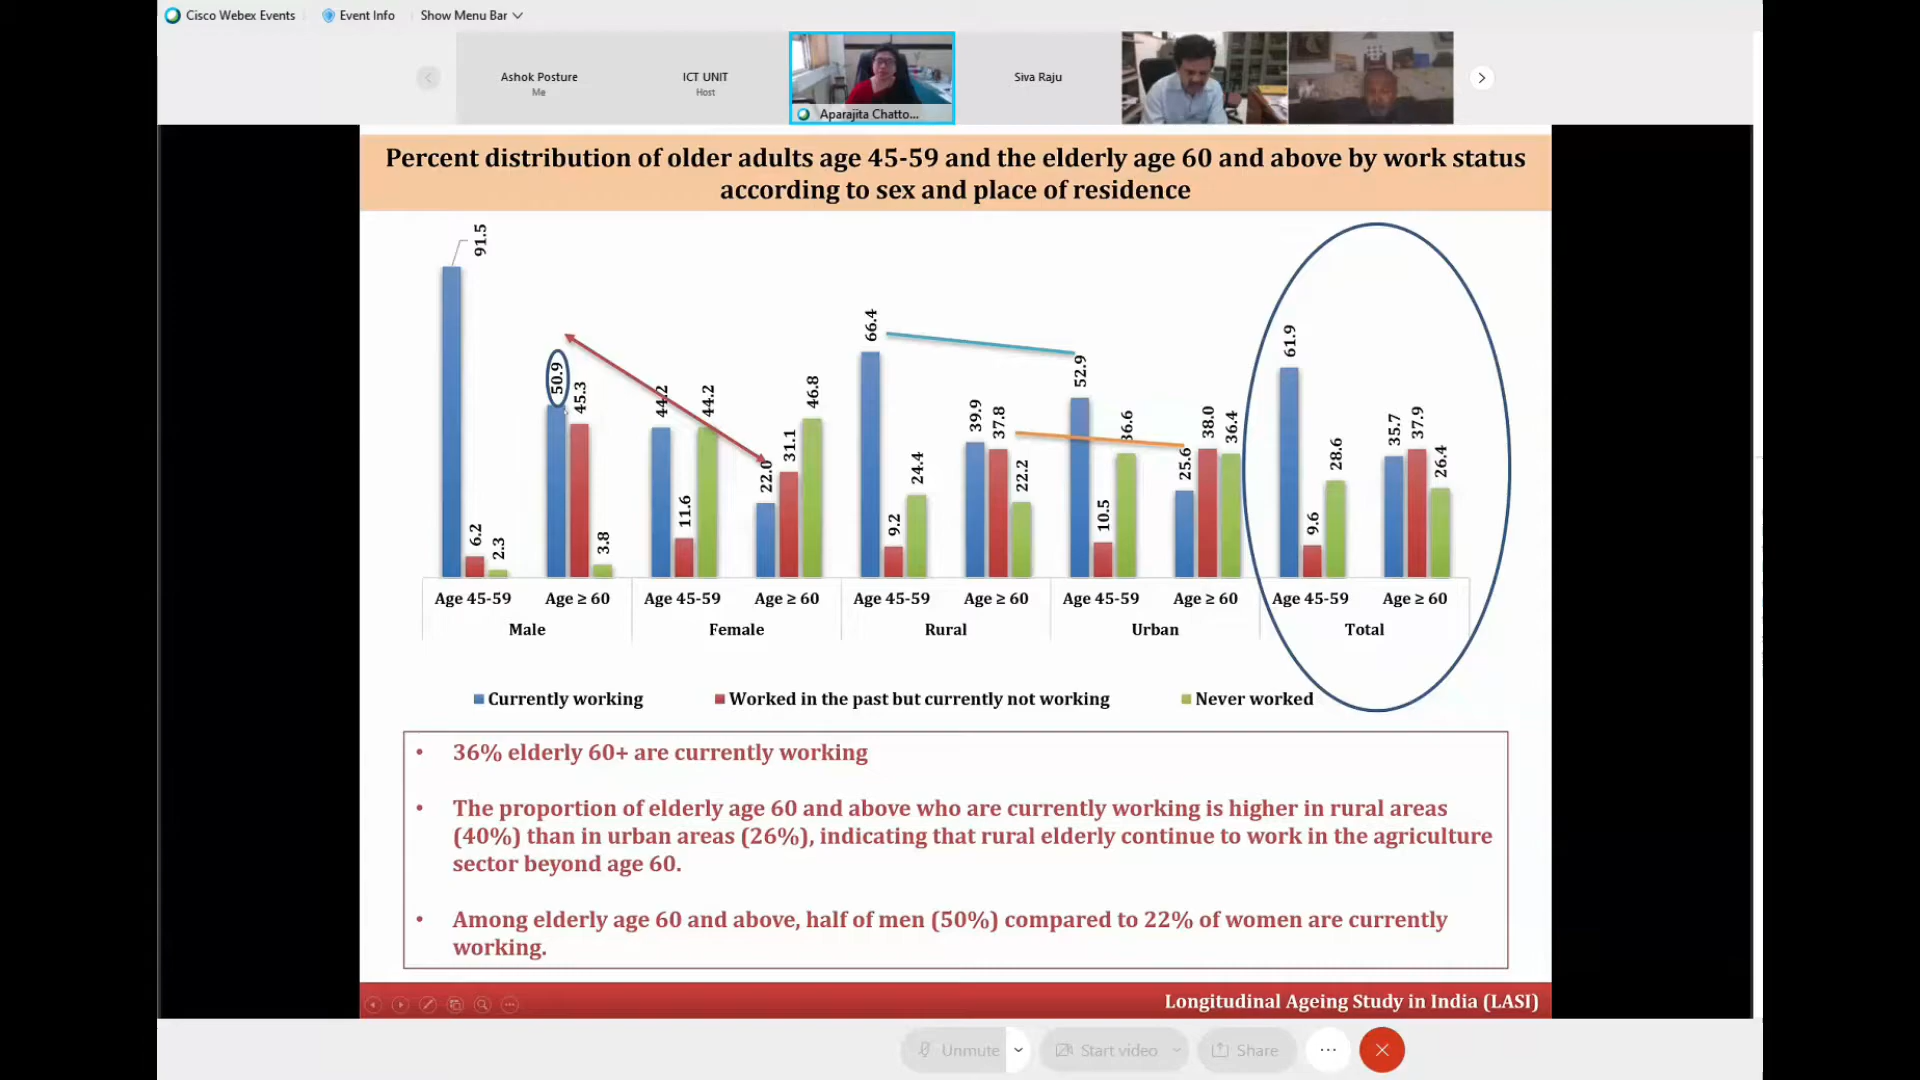 Cisco Webex Events
Event Info
Show Menu Bar
Ashok Posture
Me
ICT UNIT
Host
Aparajita Chatto...
Siva Raju
Percent distribution of older adults age 45-59 and the elderly age 60 and above by work status
according to sex and place of residence
91.5
6.2
2.3
50.9
45.3
3.8
44.2
11.6
44.2
22.0
31.1
46.8
66.4
9.2
24.4
39.9
37.8
22.2
52.9
10.5
36.6
25.6
38.0
36.4
61.9
9.6
28.6
35.7
37.9
26.4
Age 45-59
Age ≥ 60
Age 45-59
Age ≥ 60
Age 45-59
Age ≥ 60
Age 45-59
Age ≥ 60
Age 45-59
Age ≥ 60
Male
Female
Rural
Urban
Total
Currently working
Worked in the past but currently not working
Never worked
• 36% elderly 60+ are currently working
• The proportion of elderly age 60 and above who are currently working is higher in rural areas
(40%) than in urban areas (26%), indicating that rural elderly continue to work in the agriculture
sector beyond age 60.
• Among elderly age 60 and above, half of men (50%) compared to 22% of women are currently
working.
Longitudinal Ageing Study in India (LASI)
Unmute
Start video
Share